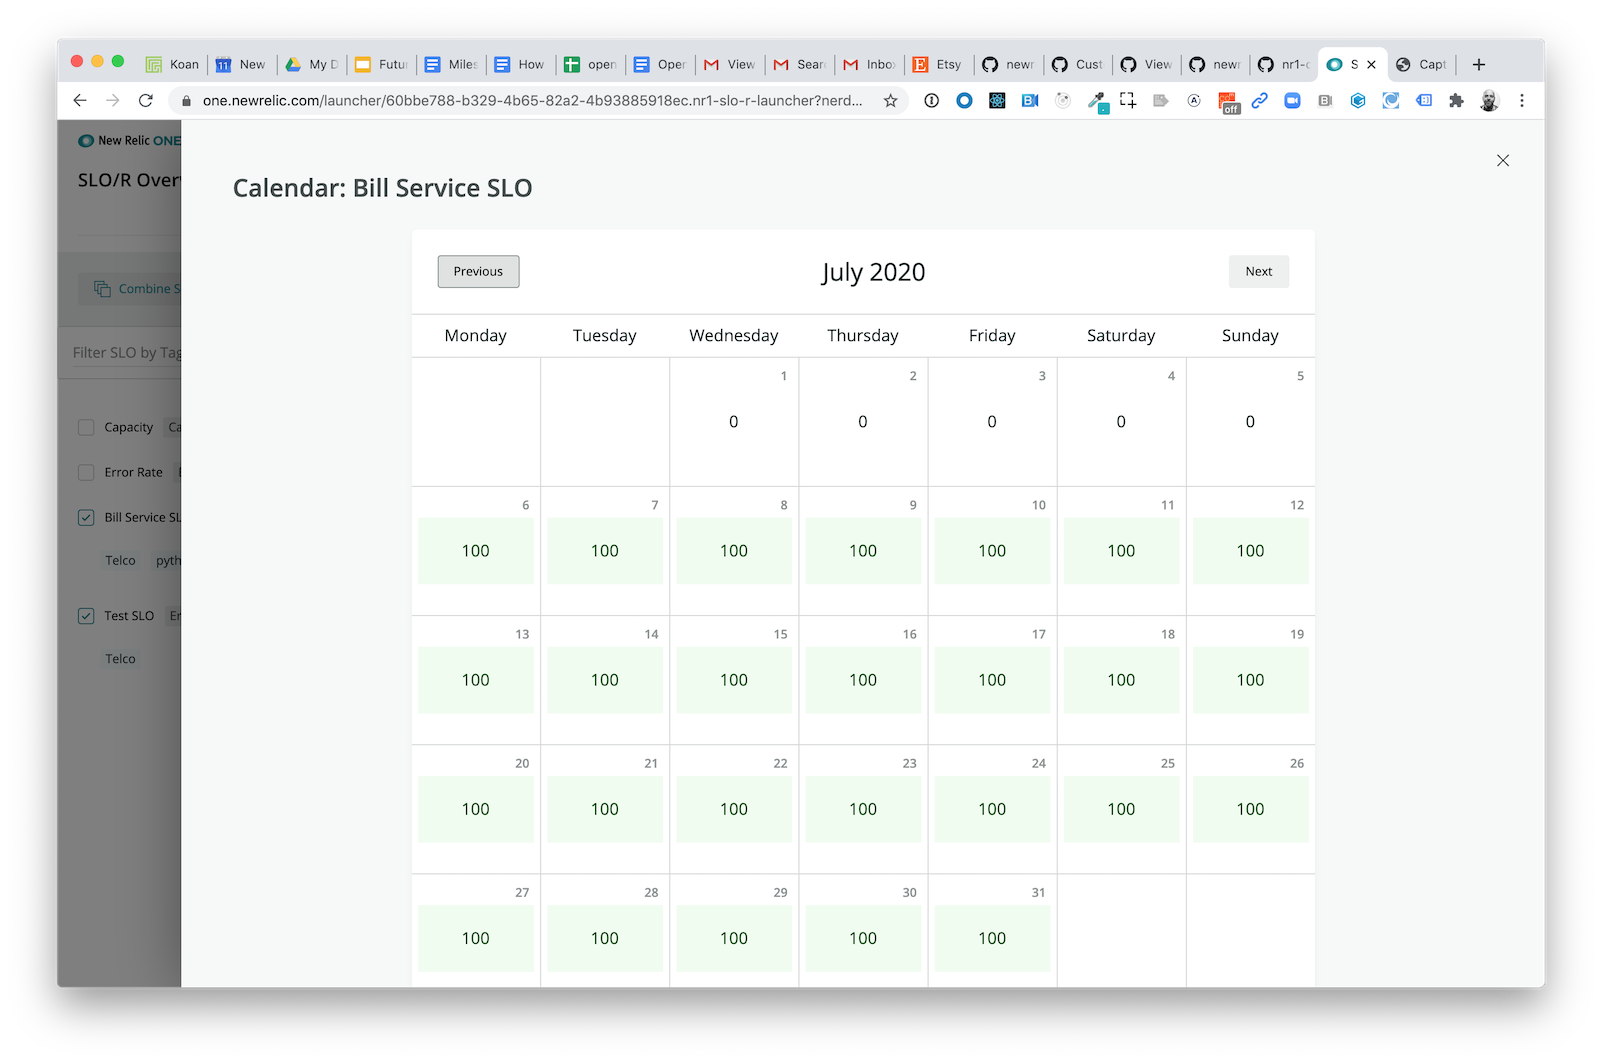 Koan New My D Futur Miles How open Oper View Sear Inbo Etsy newr Cust View newr nr1-c S Capt
one.newrelic.com/launcher/60bbe788-b329-4b65-82a2-4b93885918ec.nr1-slo-r-launcher?nerd...
off
New Relic ONE
SLO/R Over
Combine S
Filter SLO by Tag
Capacity Ca
Error Rate
Bill Service SL
Telco pyth
Test SLO Er
Telco
Calendar: Bill Service SLO
Previous July 2020 Next
Monday Tuesday Wednesday Thursday Friday Saturday Sunday
1 2 3 4 5
0 0 0 0 0
6 7 8 9 10 11 12
100 100 100 100 100 100 100
13 14 15 16 17 18 19
100 100 100 100 100 100 100
20 21 22 23 24 25 26
100 100 100 100 100 100 100
27 28 29 30 31
100 100 100 100 100